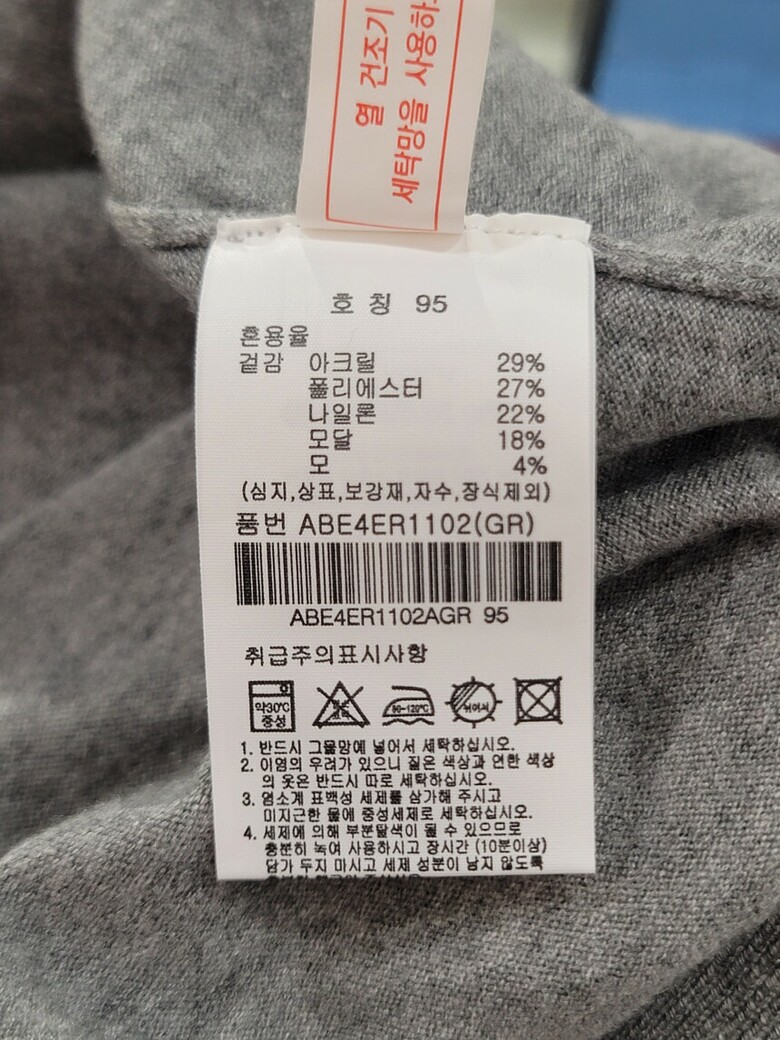 열 건조기
세탁망을 사용하
호 칭 95
혼용율
겉감 아크릴 29%
폴리에스터 27%
나일론 22%
모달 18%
모 4%
(심지,상표,보강재,자수,장식제외)
품번 ABE4ER1102(GR)
ABE4ER1102AGR 95
취급주의표시사항
약30℃
중성
80-120℃
뉘어서
1. 반드시 그물망에 넣어서 세탁하십시오.
2. 이염의 우려가 있으니 짙은 색상과 연한 색상
의 옷은 반드시 따로 세탁하십시오.
3. 염소계 표백성 세제를 삼가해 주시고
미지근한 물에 중성세제로 세탁하십시오.
4. 세제에 의해 부분탈색이 될 수 있으므로
충분히 녹여 사용하시고 장시간 (10분이상)
담가 두지 마시고 세제 성분이 남지 않도록